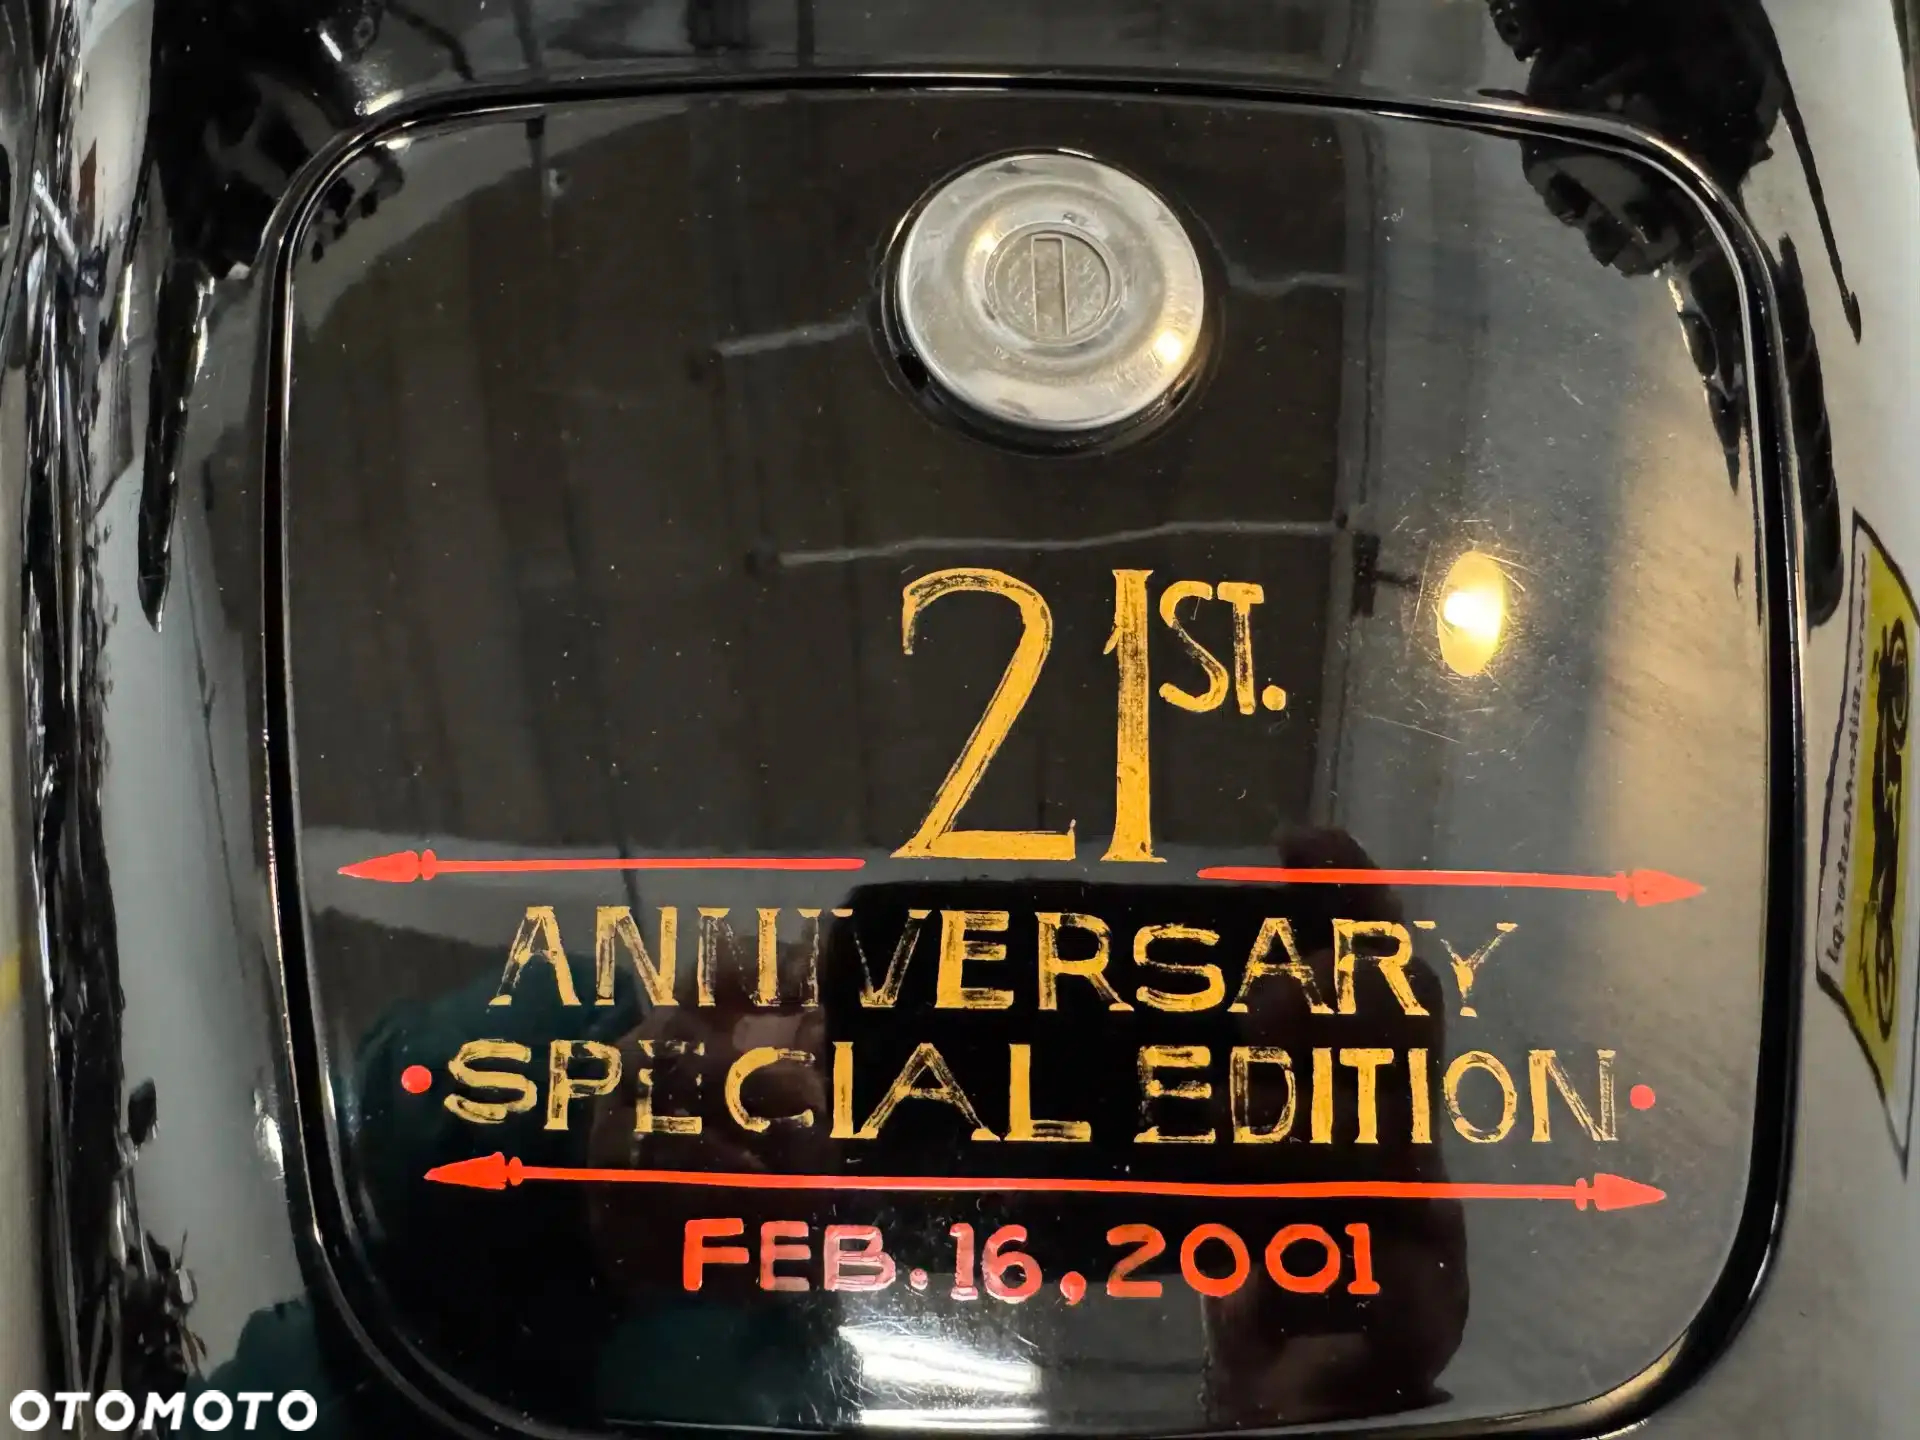 21ST.
ANNIVERSARY
•SPECIAL EDITION•
FEB.16,2001
OTOMOTO